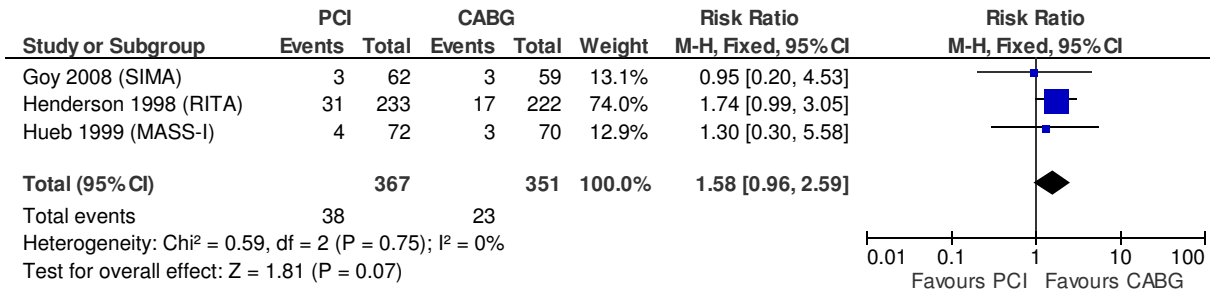 PCI CABG Risk Ratio Risk Ratio
Study or Subgroup Events Total Events Total Weight M-H, Fixed, 95% CI M-H, Fixed, 95% CI
Goy 2008 (SIMA) 3 62 3 59 13.1% 0.95 [0.20, 4.53]
Henderson 1998 (RITA) 31 233 17 222 74.0% 1.74 [0.99, 3.05]
Hueb 1999 (MASS-I) 4 72 3 70 12.9% 1.30 [0.30, 5.58]
Total (95% CI) 367 351 100.0% 1.58 [0.96, 2.59]
Total events 38 23
Heterogeneity: Chi² = 0.59, df = 2 (P = 0.75); I² = 0%
Test for overall effect: Z = 1.81 (P = 0.07)
0.01 0.1 1 10 100
Favours PCI Favours CABG